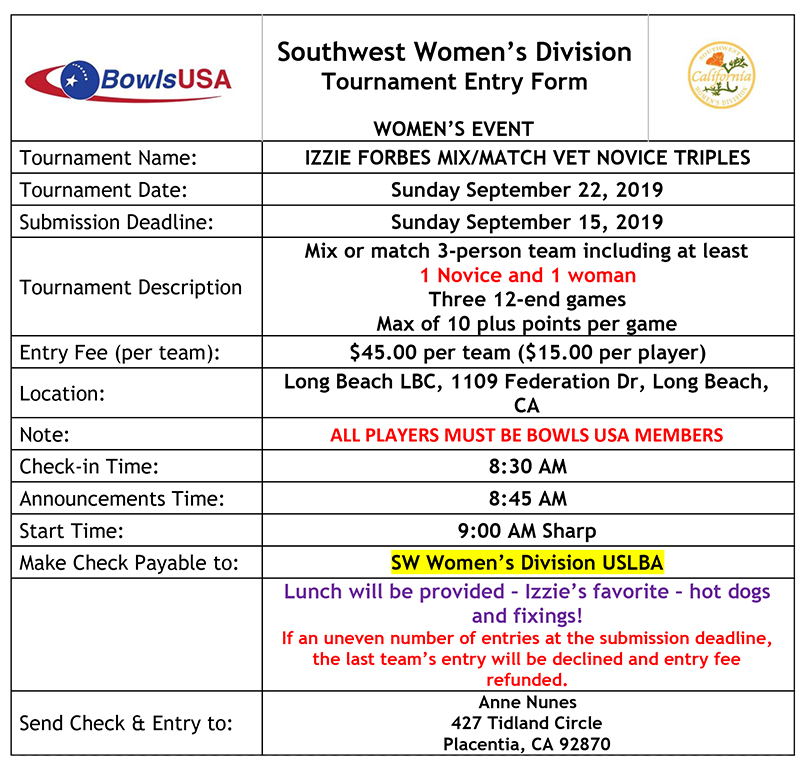 BowlsUSA
Southwest Women's Division
Tournament Entry Form
WOMEN'S EVENT
SOUTHWEST
California
WOMEN'S DIVISION
Tournament Name:
IZZIE FORBES MIX/MATCH VET NOVICE TRIPLES
Tournament Date:
Sunday September 22, 2019
Submission Deadline:
Sunday September 15, 2019
Tournament Description
Mix or match 3-person team including at least
1 Novice and 1 woman
Three 12-end games
Max of 10 plus points per game
Entry Fee (per team):
$45.00 per team ($15.00 per player)
Location:
Long Beach LBC, 1109 Federation Dr, Long Beach,
CA
Note:
ALL PLAYERS MUST BE BOWLS USA MEMBERS
Check-in Time:
8:30 AM
Announcements Time:
8:45 AM
Start Time:
9:00 AM Sharp
Make Check Payable to:
SW Women's Division USLBA
Lunch will be provided – Izzie's favorite – hot dogs
and fixings!
If an uneven number of entries at the submission deadline,
the last team's entry will be declined and entry fee
refunded.
Send Check & Entry to:
Anne Nunes
427 Tidland Circle
Placentia, CA 92870